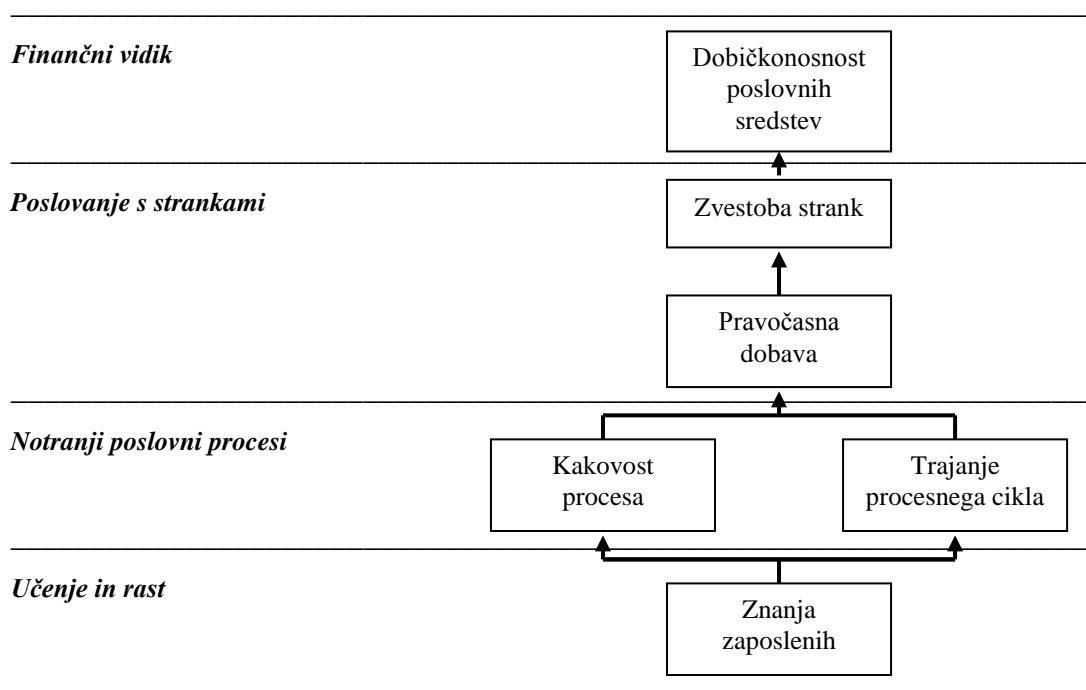 Finančni vidik
Dobičkonosnost
poslovnih
sredstev
Poslovanje s strankami
Zvestoba strank
Pravočasna
dobava
Notranji poslovni procesi
Kakovost
procesa
Trajanje
procesnega cikla
Učenje in rast
Znanja
zaposlenih